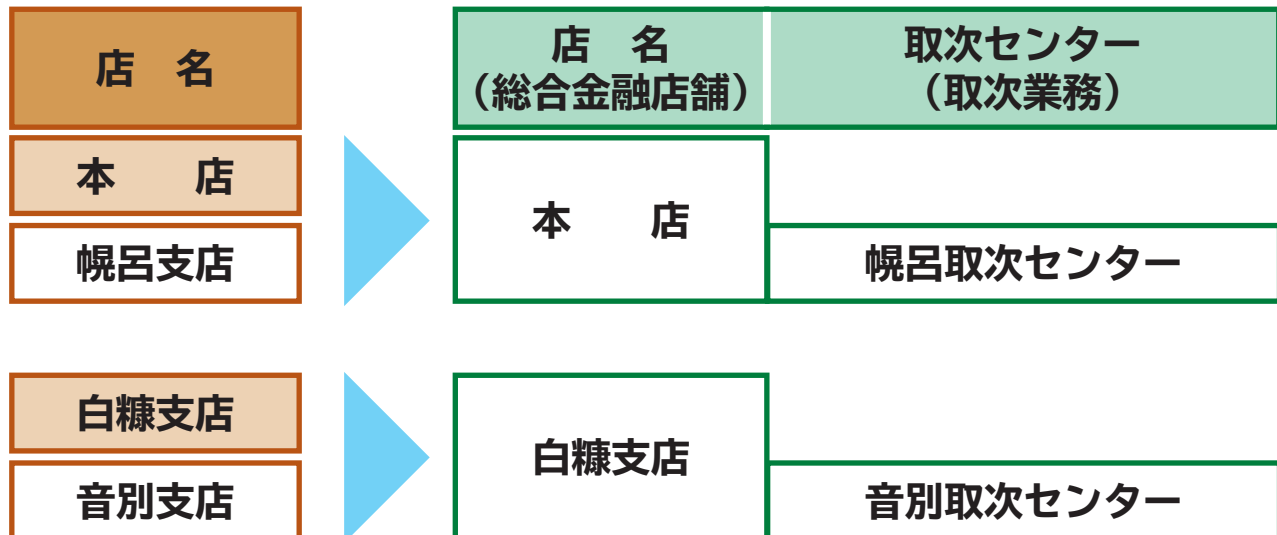 店　名
店　名
（総合金融店舗）
取次センター
（取次業務）
本　　店
幌呂支店
本　　店
幌呂取次センター
白糠支店
音別支店
白糠支店
音別取次センター